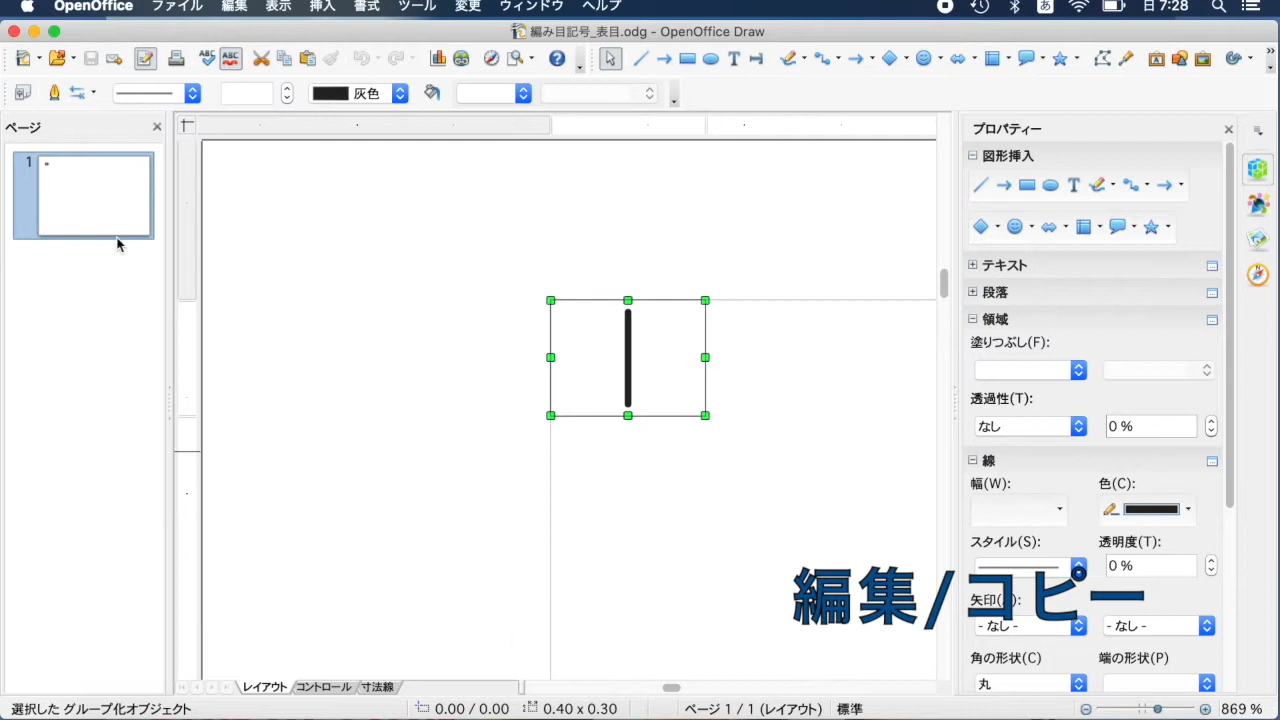 OpenOffice ファイル 編集 表示 挿入 書式 ツール 変更 ウィンドウ ヘルプ あ 日 7:28
編み目記号_表目.odg - OpenOffice Draw
灰色
ページ
1
プロパティー
図形挿入
テキスト
段落
領域
塗りつぶし(F):
透過性(T):
なし 0 %
線
幅(W): 色(C):
スタイル(S): 透明度(T):
0 %
編集/コピー
- なし - - なし -
角の形状(C) 端の形状(P)
丸
レイアウト コントロール 寸法線
選択した グループ化オブジェクト 0.00 / 0.00 0.40 x 0.30 ページ 1 / 1 (レイアウト) 標準 869 %